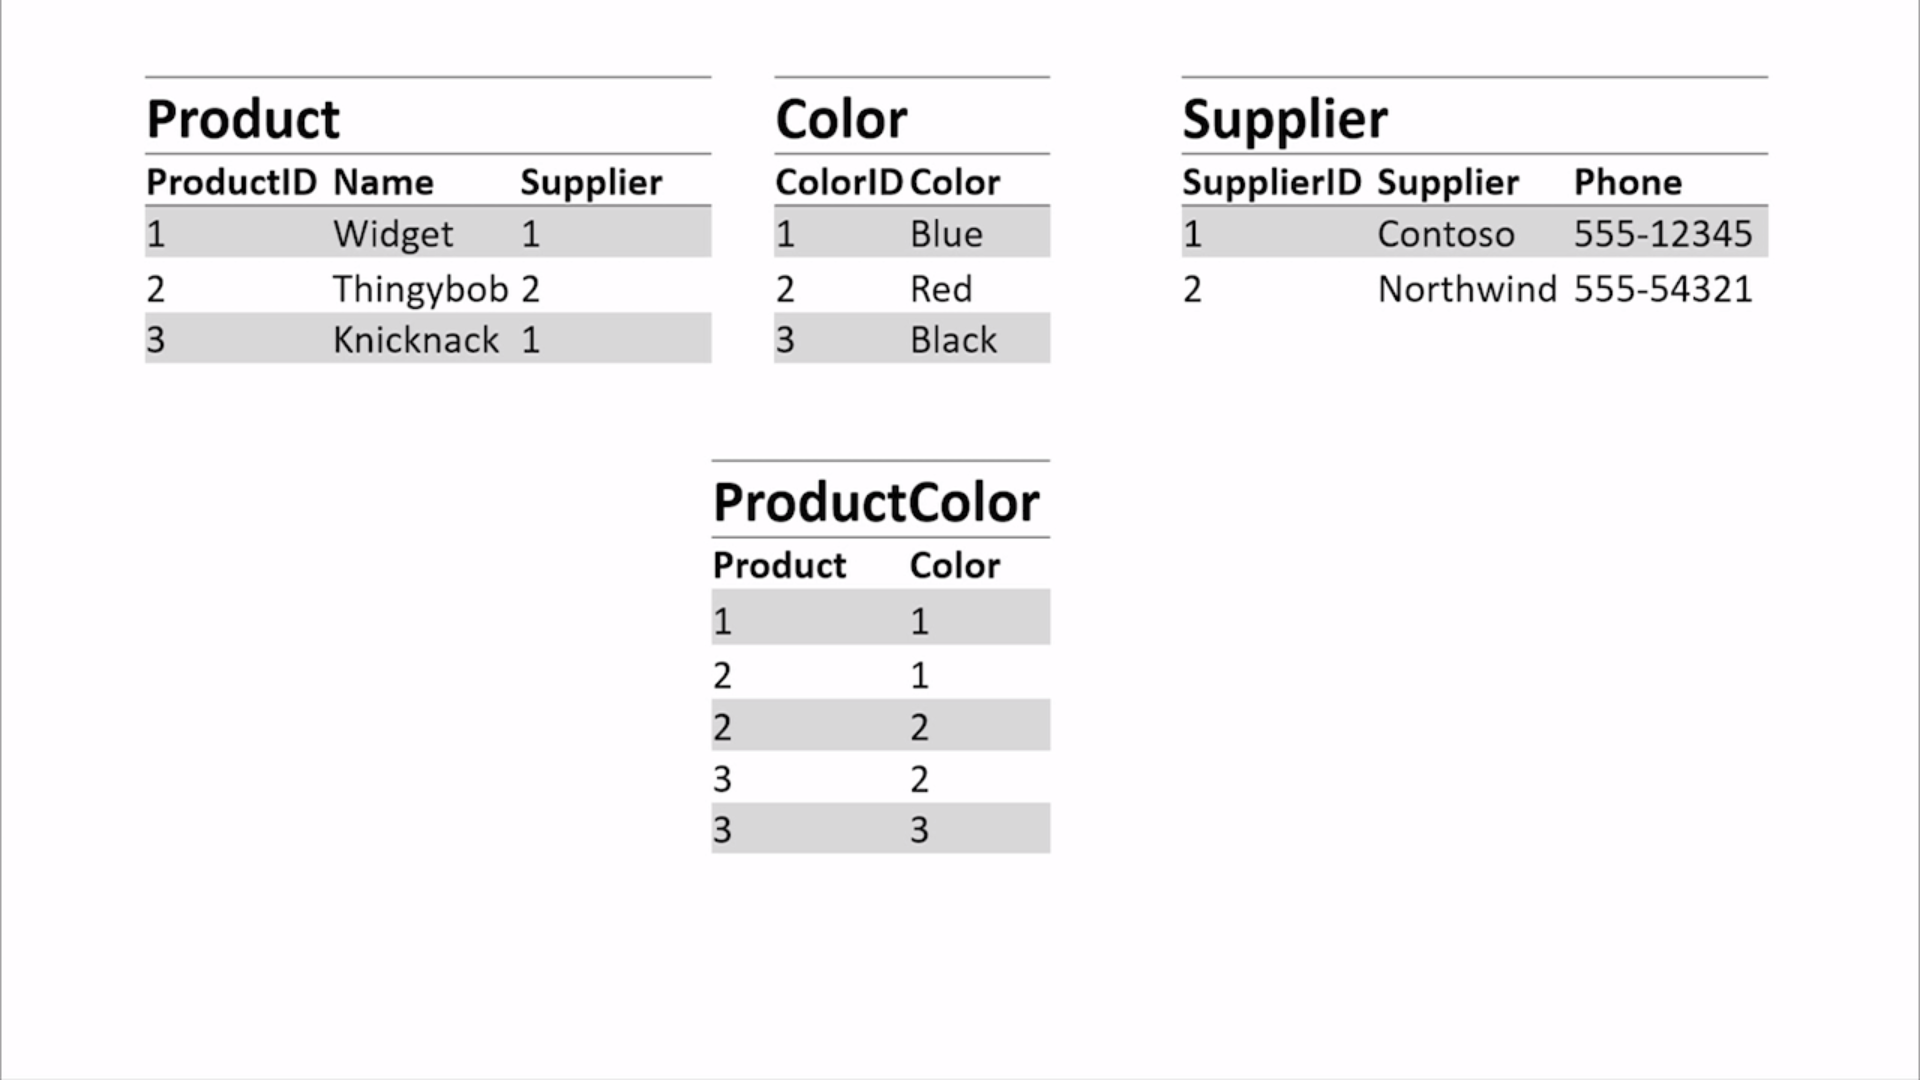 Product
ProductID Name Supplier
1 Widget 1
2 Thingybob 2
3 Knicknack 1
Color
ColorID Color
1 Blue
2 Red
3 Black
Supplier
SupplierID Supplier Phone
1 Contoso 555-12345
2 Northwind 555-54321
ProductColor
Product Color
1 1
2 1
2 2
3 2
3 3